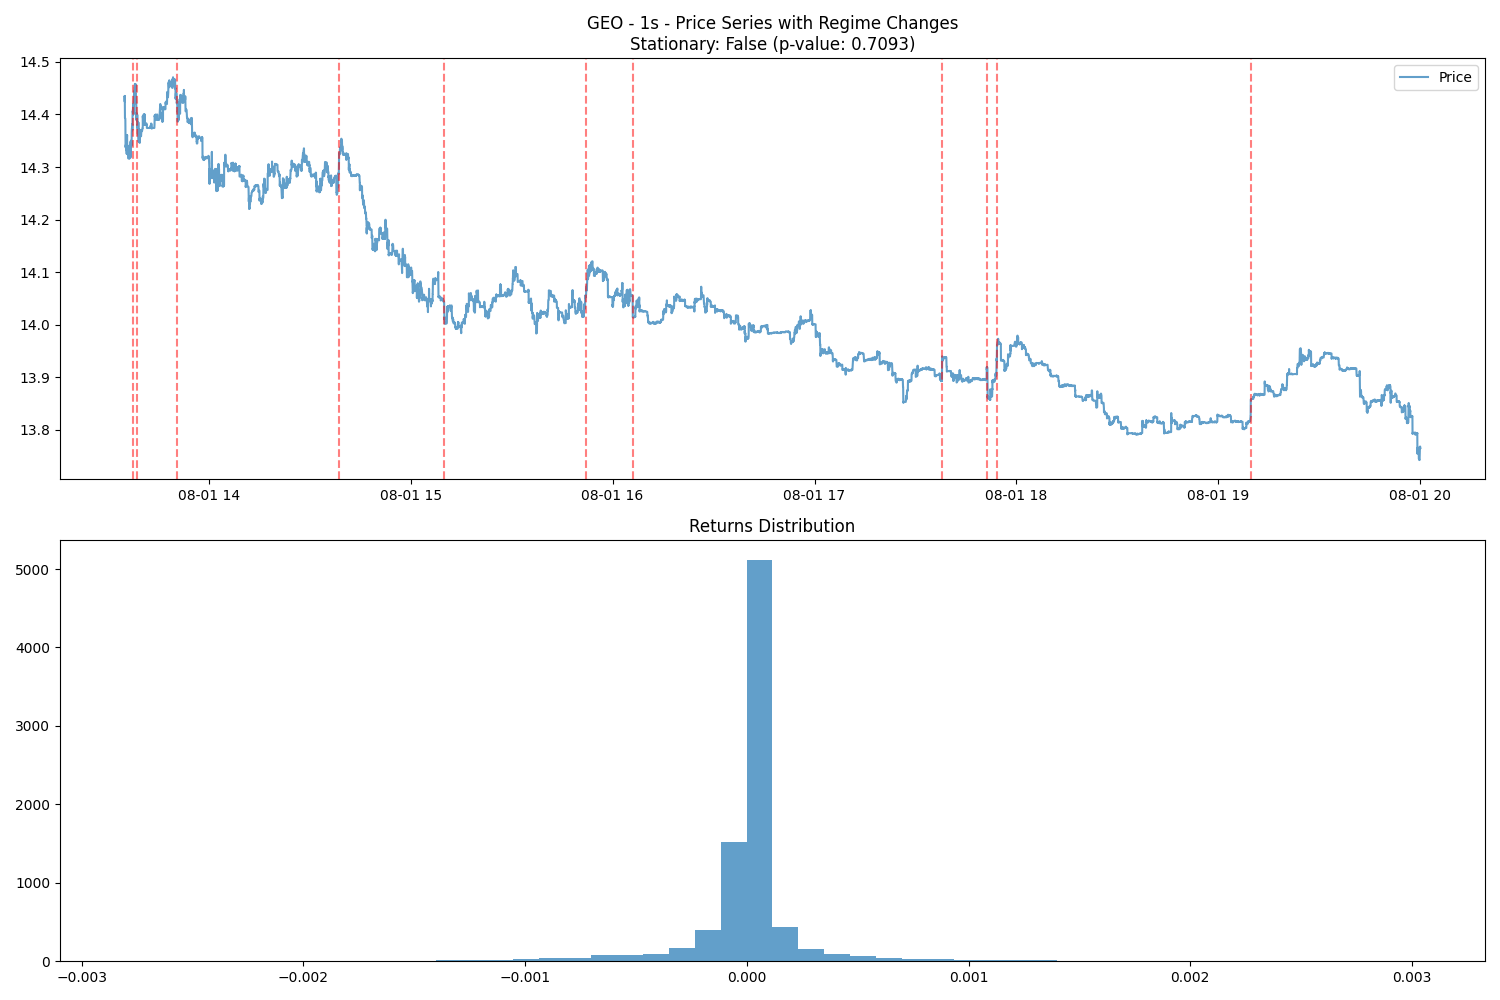 GEO - 1s - Price Series with Regime Changes
Stationary: False (p-value: 0.7093)
Price
14.5
14.4
14.3
14.2
14.1
14.0
13.9
13.8
08-01 14 08-01 15 08-01 16 08-01 17 08-01 18 08-01 19 08-01 20
Returns Distribution
5000
4000
3000
2000
1000
0
−0.003 −0.002 −0.001 0.000 0.001 0.002 0.003